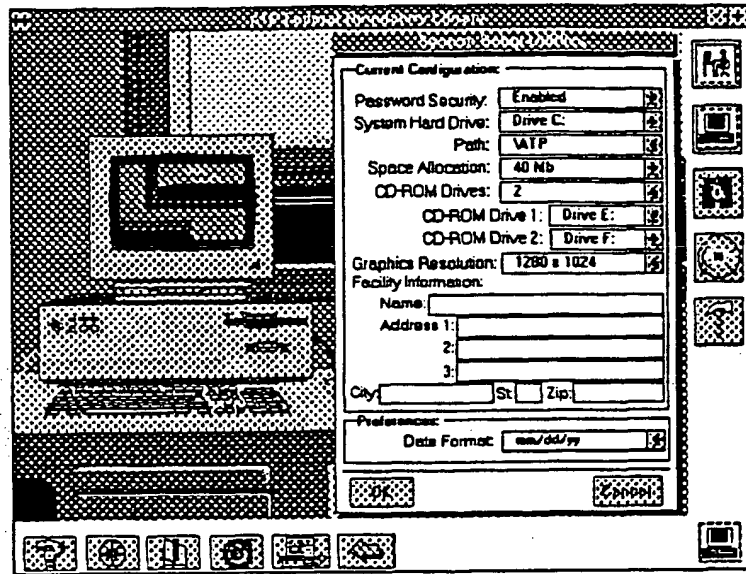 Current Configuration:
Password Security: Enabled
System Hard Drive: Drive C:
Path: \ATP
Space Allocation: 40 Mb
CD-ROM Drives: 2
CD-ROM Drive 1: Drive E:
CD-ROM Drive 2: Drive F:
Graphics Resolution: 1280 x 1024
Facility Information:
Name:
Address 1:
2:
3:
City: St: Zip:
Preferences:
Date Format: mm/dd/yy
OK Cancel